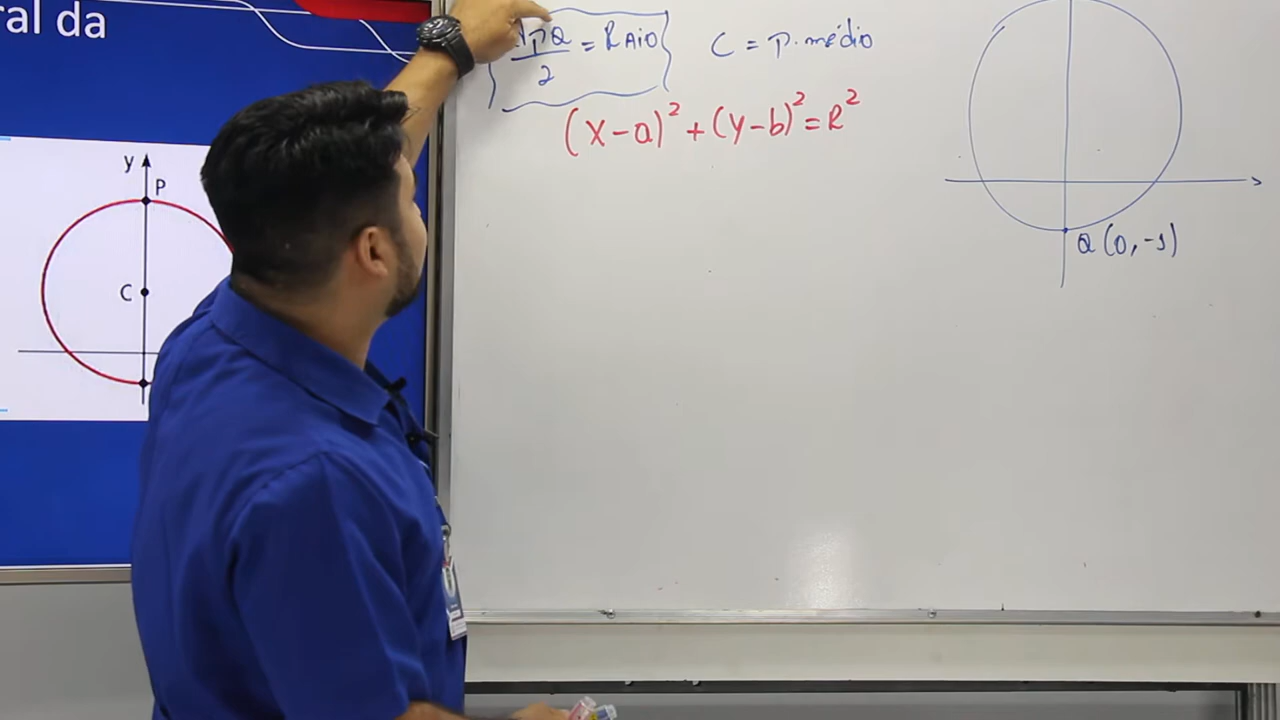 ral da
y
P
C
PQ/2 = RAiO
C = P. médio
(x-a)² + (y-b)² = R²
Q (0, -1)